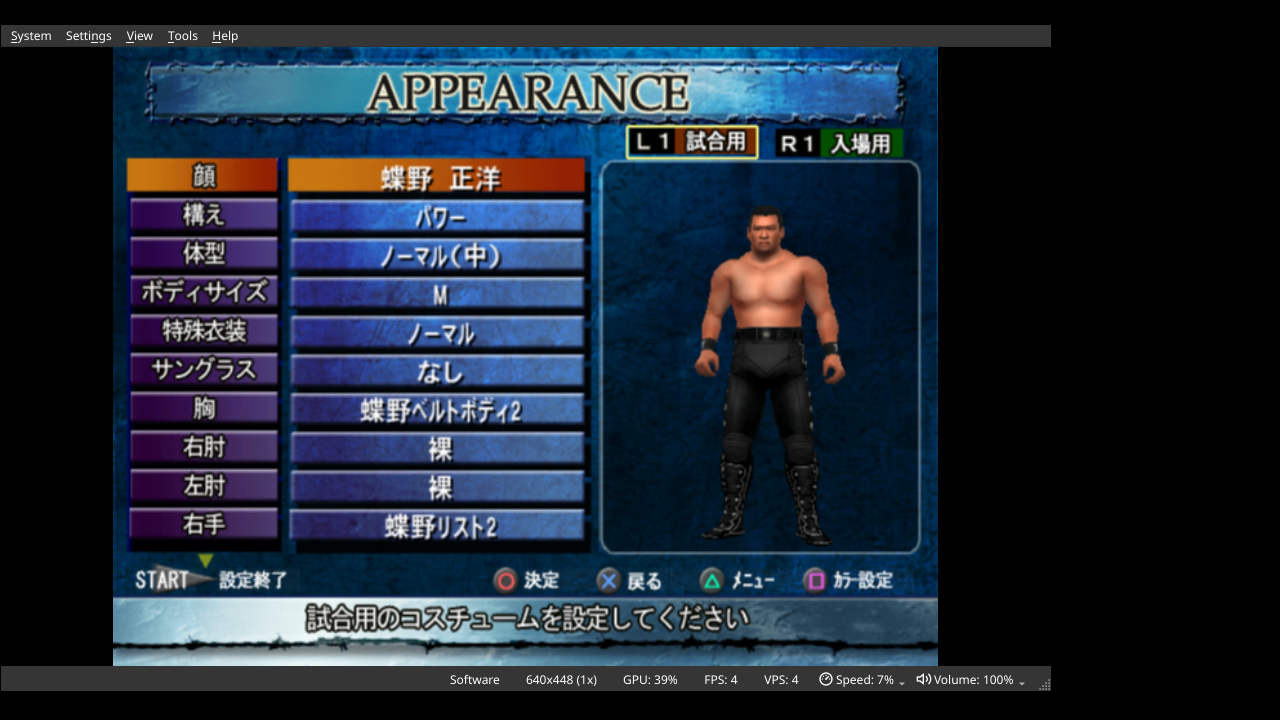 System Settings View Tools Help
APPEARANCE
L1 試合用 R1 入場用
顔 蝶野 正洋
構え パワー
体型 ノーマル(中)
ボディサイズ M
特殊衣装 ノーマル
サングラス なし
胸 蝶野ベルトボディ2
右肘 裸
左肘 裸
右手 蝶野リスト2
START 設定終了 決定 戻る メニュー カラー設定
試合用のコスチュームを設定してください
Software 640x448 (1x) GPU: 39% FPS: 4 VPS: 4 Speed: 7% Volume: 100%